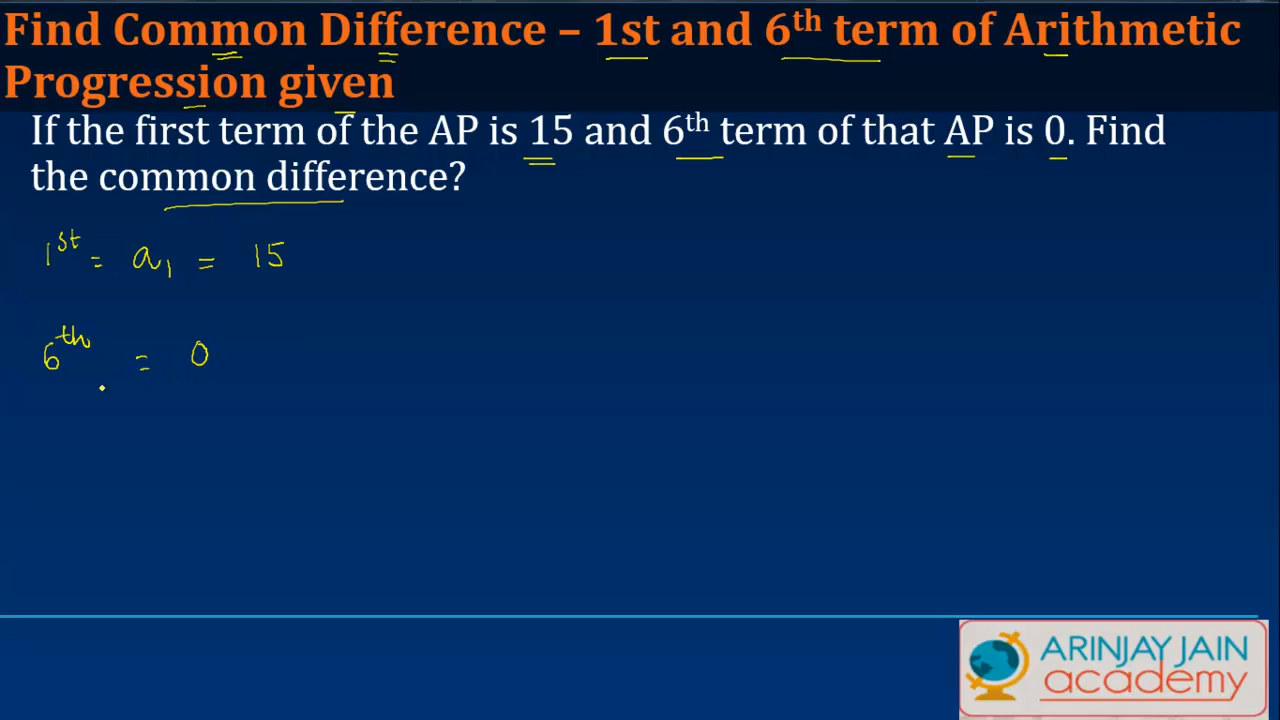 Find Common Difference – 1st and 6th term of Arithmetic
Progression given
If the first term of the AP is 15 and 6th term of that AP is 0. Find
the common difference?
1st = a1 = 15
6th = 0
ARINJAY JAIN
academy